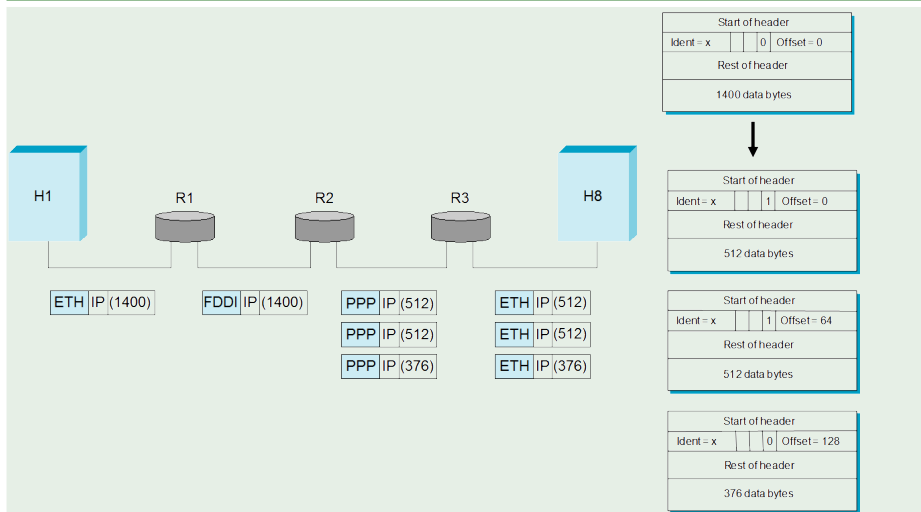 Start of header
Ident = x 0 Offset = 0
Rest of header
1400 data bytes
H1
R1
R2
R3
H8
ETH IP (1400)
FDDI IP (1400)
PPP IP (512)
PPP IP (512)
PPP IP (376)
ETH IP (512)
ETH IP (512)
ETH IP (376)
Start of header
Ident = x 1 Offset = 0
Rest of header
512 data bytes
Start of header
Ident = x 1 Offset = 64
Rest of header
512 data bytes
Start of header
Ident = x 0 Offset = 128
Rest of header
376 data bytes